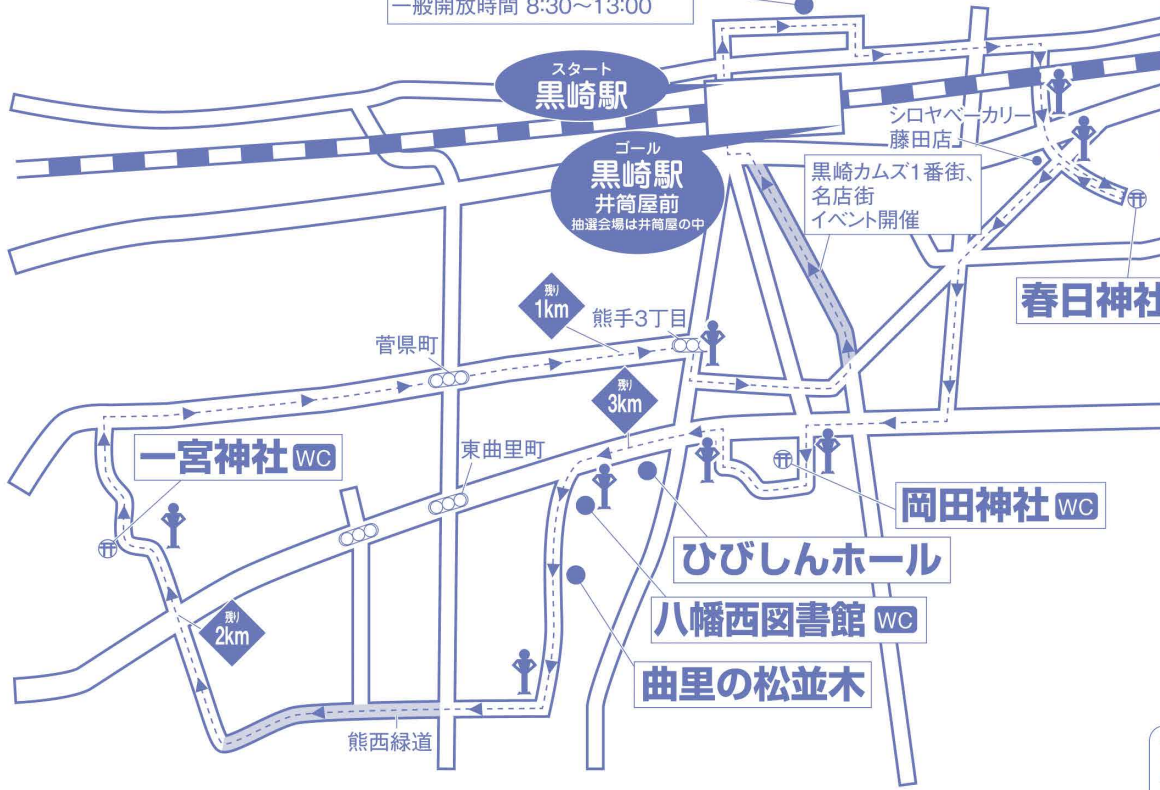 一般開放時間 8:30～13:00
スタート
黒崎駅
ゴール
黒崎駅
井筒屋前
抽選会場は井筒屋の中
シロヤベーカリー
藤田店
黒崎カムズ1番街、
名店街
イベント開催
春日神社
残り
1km
熊手3丁目
菅県町
残り
3km
東曲里町
一宮神社 WC
岡田神社 WC
ひびしんホール
八幡西図書館 WC
残り
2km
曲里の松並木
熊西緑道